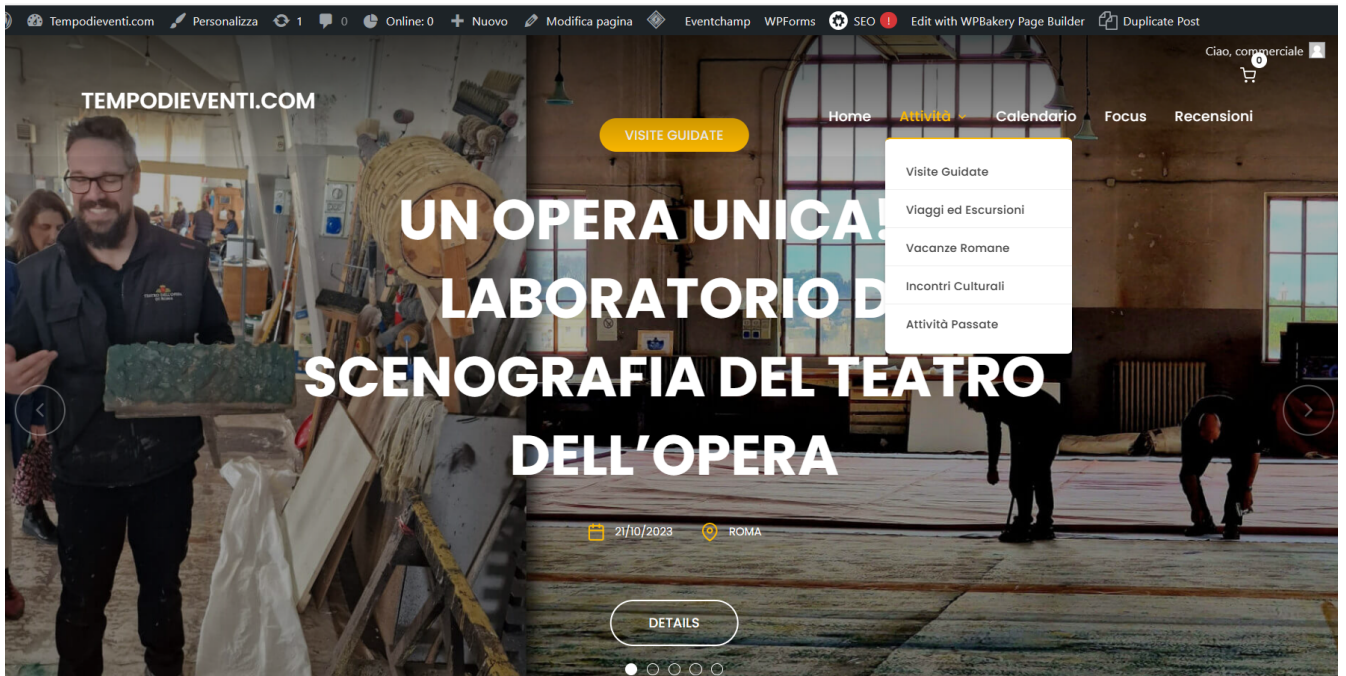 Tempodieventi.com Personalizza 1 0 Online: 0 Nuovo Modifica pagina Eventchamp WPForms SEO ! Edit with WPBakery Page Builder Duplicate Post
Ciao, commerciale
0
TEMPODIEVENTI.COM
Home Attività Calendario Focus Recensioni
VISITE GUIDATE
Visite Guidate
Viaggi ed Escursioni
Vacanze Romane
Incontri Culturali
Attività Passate
UN OPERA UNICA!
LABORATORIO D
SCENOGRAFIA DEL TEATRO
DELL'OPERA
21/10/2023 ROMA
DETAILS